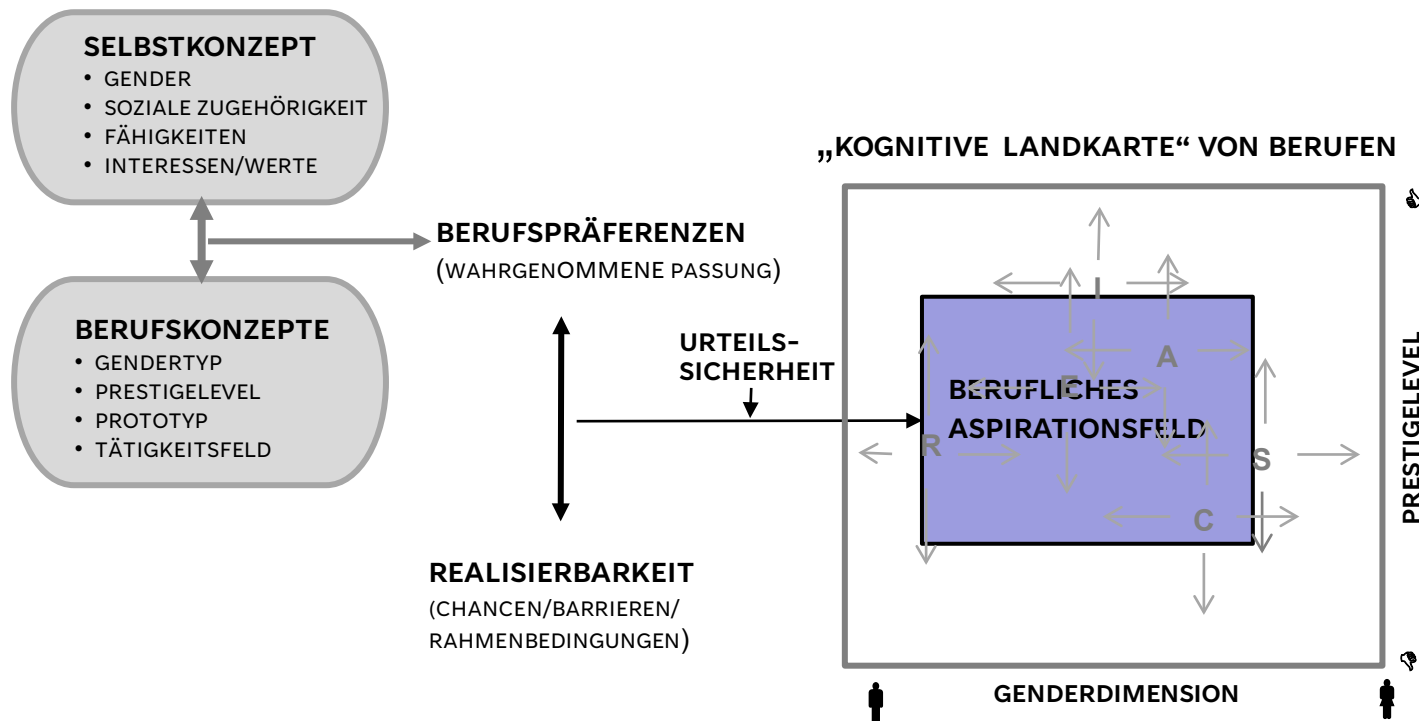 SELBSTKONZEPT
• GENDER
• SOZIALE ZUGEHÖRIGKEIT
• FÄHIGKEITEN
• INTERESSEN/WERTE
BERUFSKONZEPTE
• GENDERTYP
• PRESTIGELEVEL
• PROTOTYP
• TÄTIGKEITSFELD
BERUFSPRÄFERENZEN
(WAHRGENOMMENE PASSUNG)
REALISIERBARKEIT
(CHANCEN/BARRIEREN/
RAHMENBEDINGUNGEN)
URTEILS-
SICHERHEIT
„KOGNITIVE LANDKARTE“ VON BERUFEN
I
A
E
BERUFLICHES
ASPIRATIONSFELD
R
S
C
PRESTIGELEVEL
GENDERDIMENSION